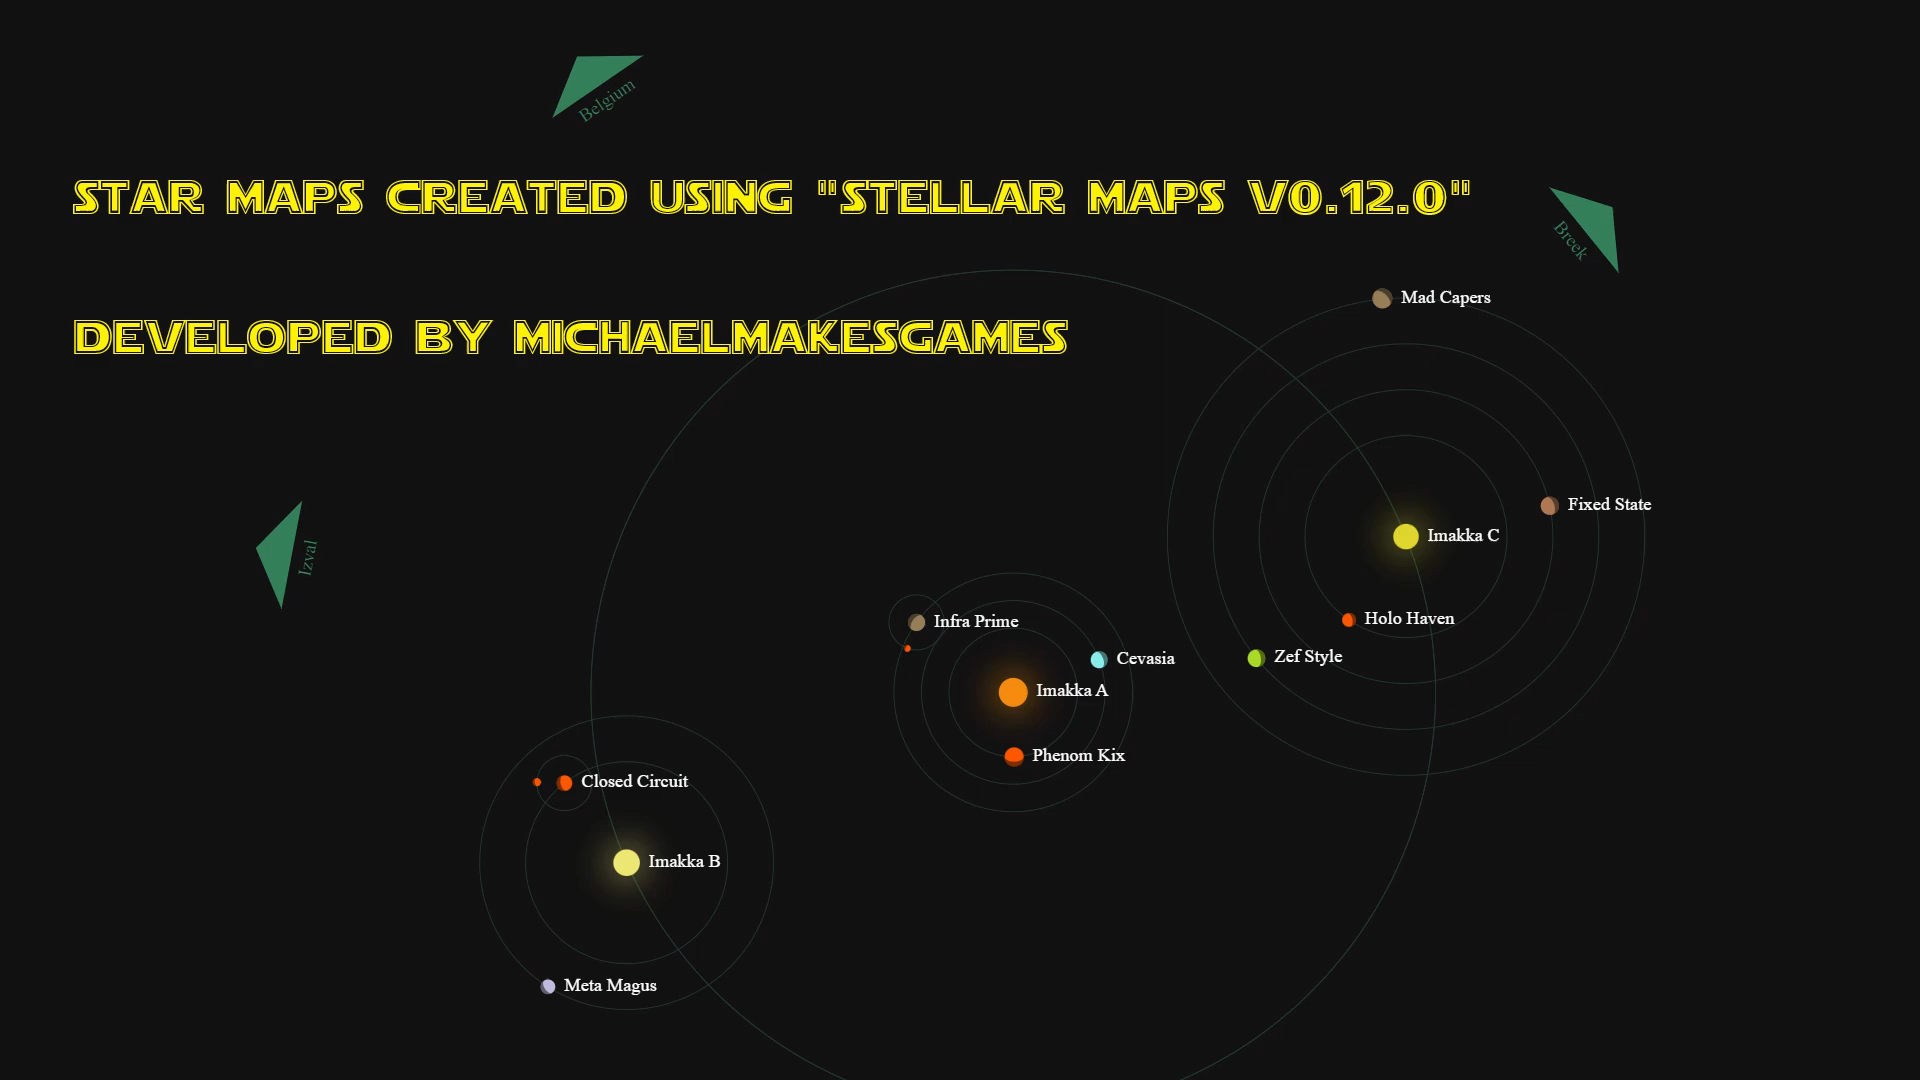 Belgium
STAR MAPS CREATED USING "STELLAR MAPS V0.12.0"
Breek
Mad Capers
DEVELOPED BY MICHAELMAKESGAMES
Fixed State
Imakka C
Izval
Holo Haven
Infra Prime
Zef Style
Cevasia
Imakka A
Phenom Kix
Closed Circuit
Imakka B
Meta Magus